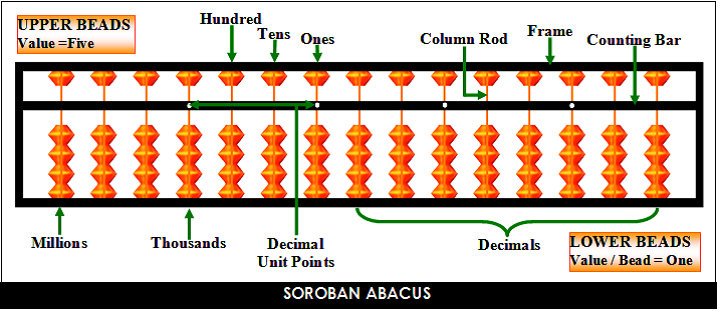 UPPER BEADS
Value =Five
Hundred
Tens
Ones
Column Rod
Frame
Counting Bar
Millions
Thousands
Decimal
Unit Points
Decimals
LOWER BEADS
Value / Bead = One
SOROBAN ABACUS